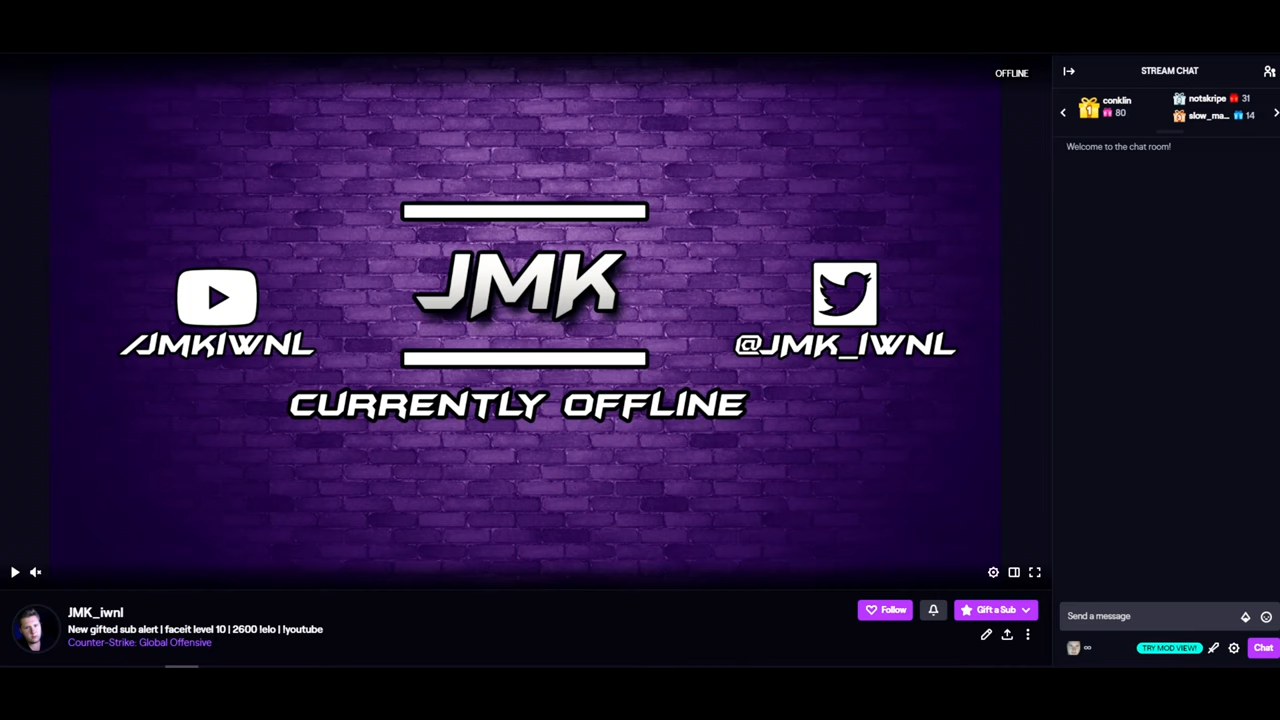 OFFLINE
JMK
/JMKIWNL
@JMK_IWNL
CURRENTLY OFFLINE
JMK_iwnl
New gifted sub alert | faceit level 10 | 2600 !elo | !youtube
Counter-Strike: Global Offensive
Follow
Gift a Sub
STREAM CHAT
1
conklin
80
notskripe 31
slow_ma... 14
Welcome to the chat room!
Send a message
TRY MOD VIEW!
Chat